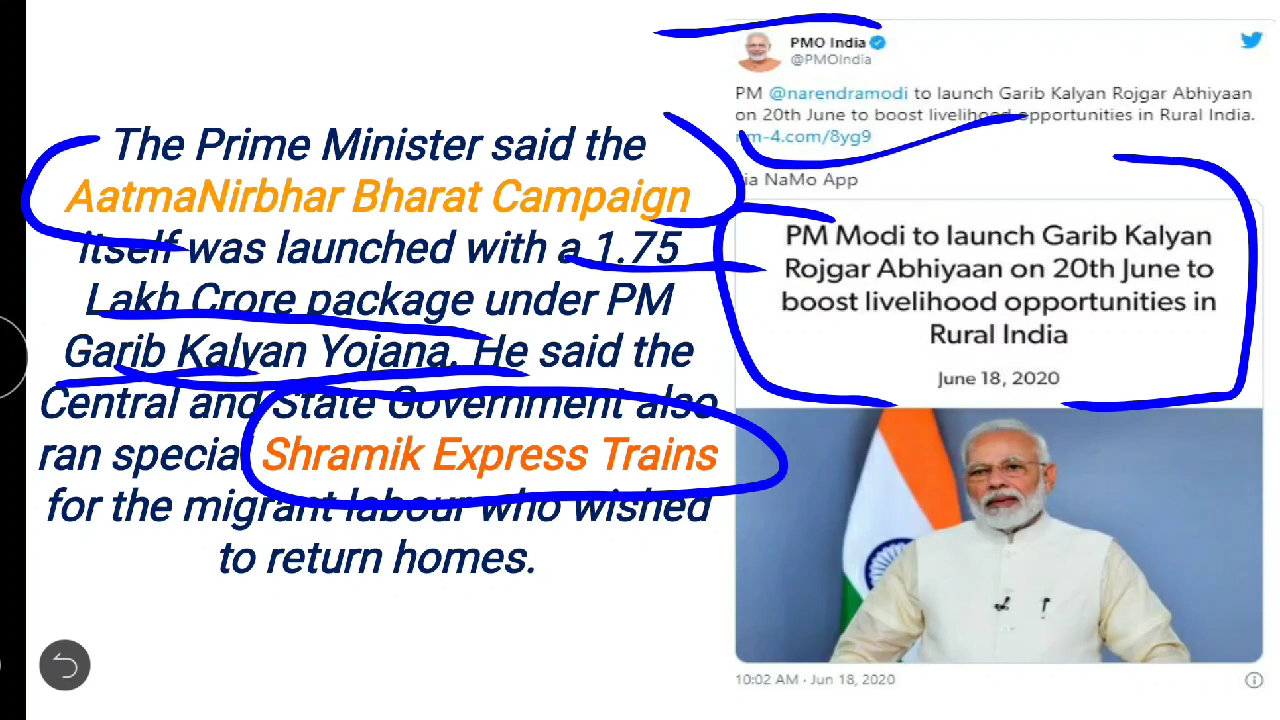 The Prime Minister said the
AatmaNirbhar Bharat Campaign
itself was launched with a 1.75
Lakh Crore package under PM
Garib Kalyan Yojana. He said the
Central and State Government also
ran special Shramik Express Trains
for the migrant labour who wished
to return homes.
PMO India
@PMOIndia
PM @narendramodi to launch Garib Kalyan Rojgar Abhiyaan
on 20th June to boost livelihood opportunities in Rural India.
nm-4.com/8yg9
via NaMo App
PM Modi to launch Garib Kalyan
Rojgar Abhiyaan on 20th June to
boost livelihood opportunities in
Rural India
June 18, 2020
10:02 AM · Jun 18, 2020